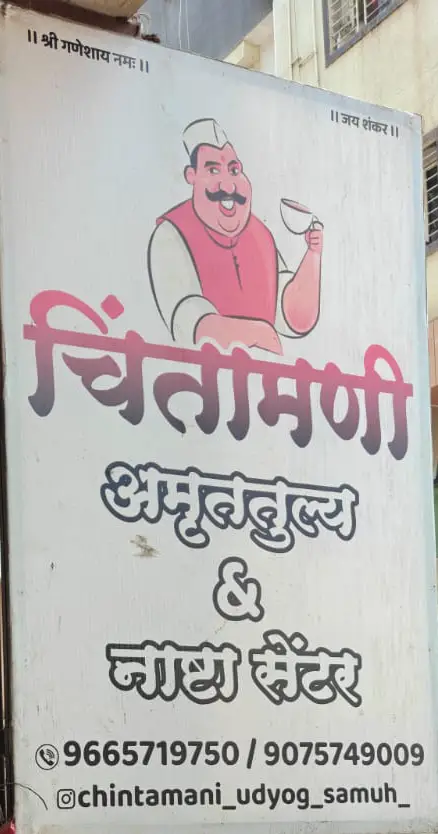 ॥ श्री गणेशाय नमः ॥
॥ जय शंकर ॥
चिंतामणी
अमृततुल्य
&
नाष्टा सेंटर
9665719750 / 9075749009
chintamani_udyog_samuh_